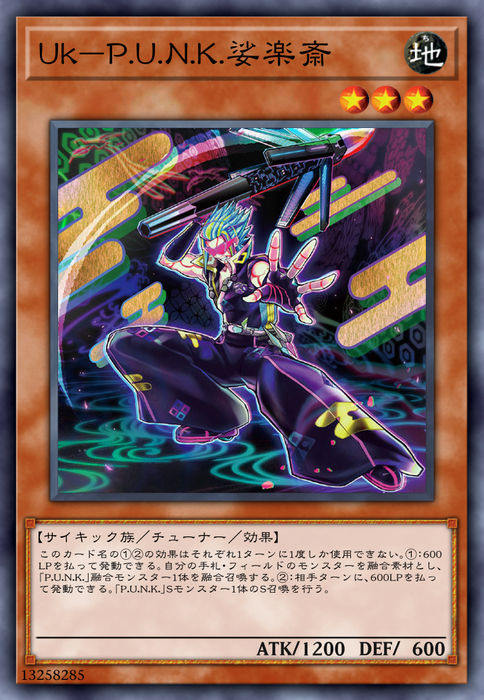 Uk－P.U.N.K.娑楽斎
ち
地
【サイキック族／チューナー／効果】
このカード名の①②の効果はそれぞれ1ターンに1度しか使用できない。①：600
LPを払って発動できる。自分の手札・フィールドのモンスターを融合素材とし、
｢P.U.N.K.｣融合モンスター1体を融合召喚する。②：相手ターンに、600LPを払っ
て発動できる。｢P.U.N.K.｣Sモンスター1体のS召喚を行う。
ATK/1200 DEF/ 600
13258285